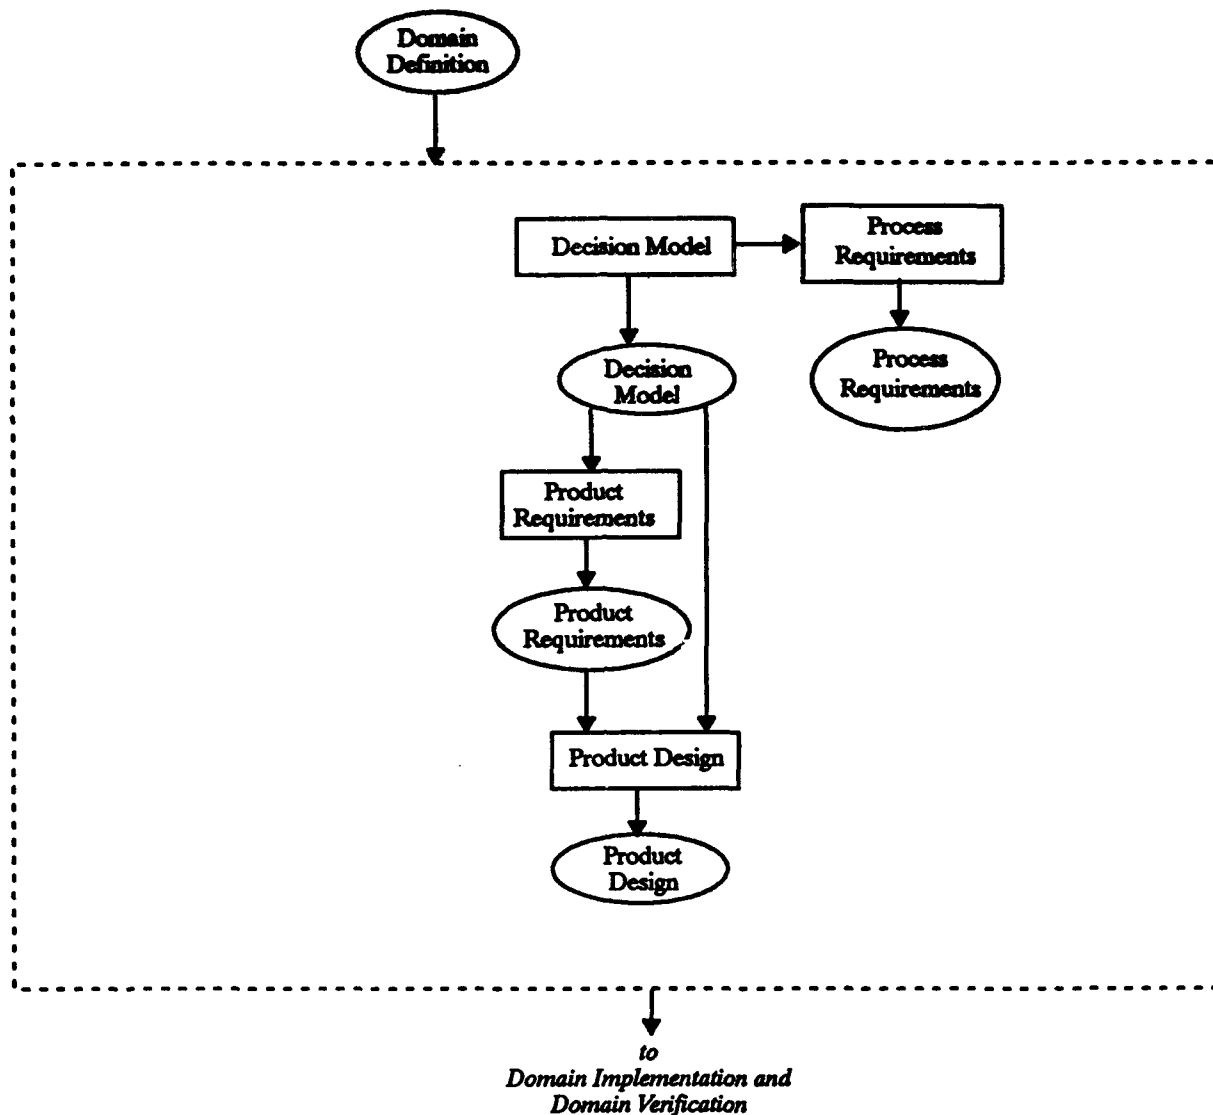 Domain
Definition
Decision Model
Process
Requirements
Decision
Model
Process
Requirements
Product
Requirements
Product
Requirements
Product Design
Product
Design
to
Domain Implementation and
Domain Verification